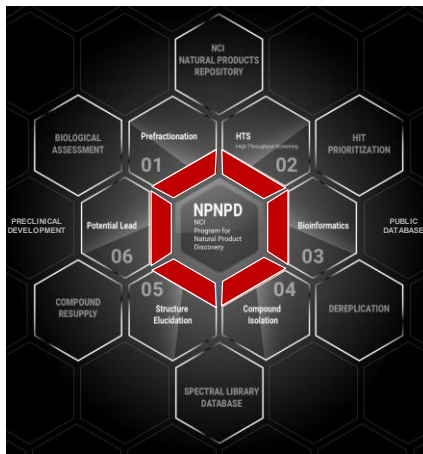 NCI
NATURAL PRODUCTS
REPOSITORY
BIOLOGICAL
ASSESSMENT
Prefractionation
01
HTS
High Throughput Screening
02
HIT
PRIORITIZATION
PRECLINICAL
DEVELOPMENT
Potential Lead
06
NPNPD
NCI
Program for
Natural Product
Discovery
Bioinformatics
03
PUBLIC
DATABASE
COMPOUND
RESUPPLY
05
Structure
Elucidation
04
Compound
Isolation
DEREPLICATION
SPECTRAL LIBRARY
DATABASE